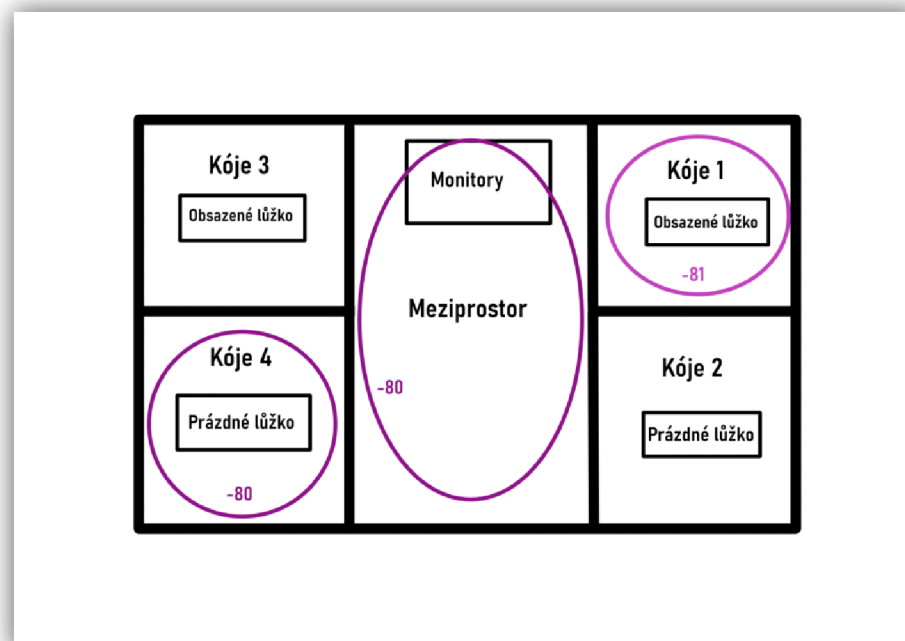 Kóje 3
Obsazené lůžko
Monitory
Kóje 1
Obsazené lůžko
-81
Meziprostor
-80
Kóje 4
Prázdné lůžko
-80
Kóje 2
Prázdné lůžko